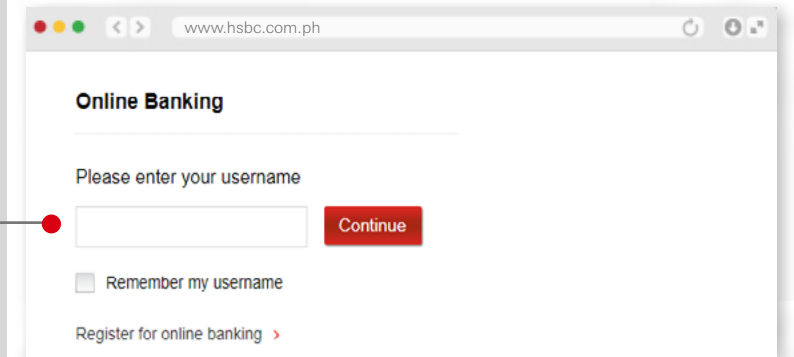 www.hsbc.com.ph
Online Banking
Please enter your username
Continue
Remember my username
Register for online banking >